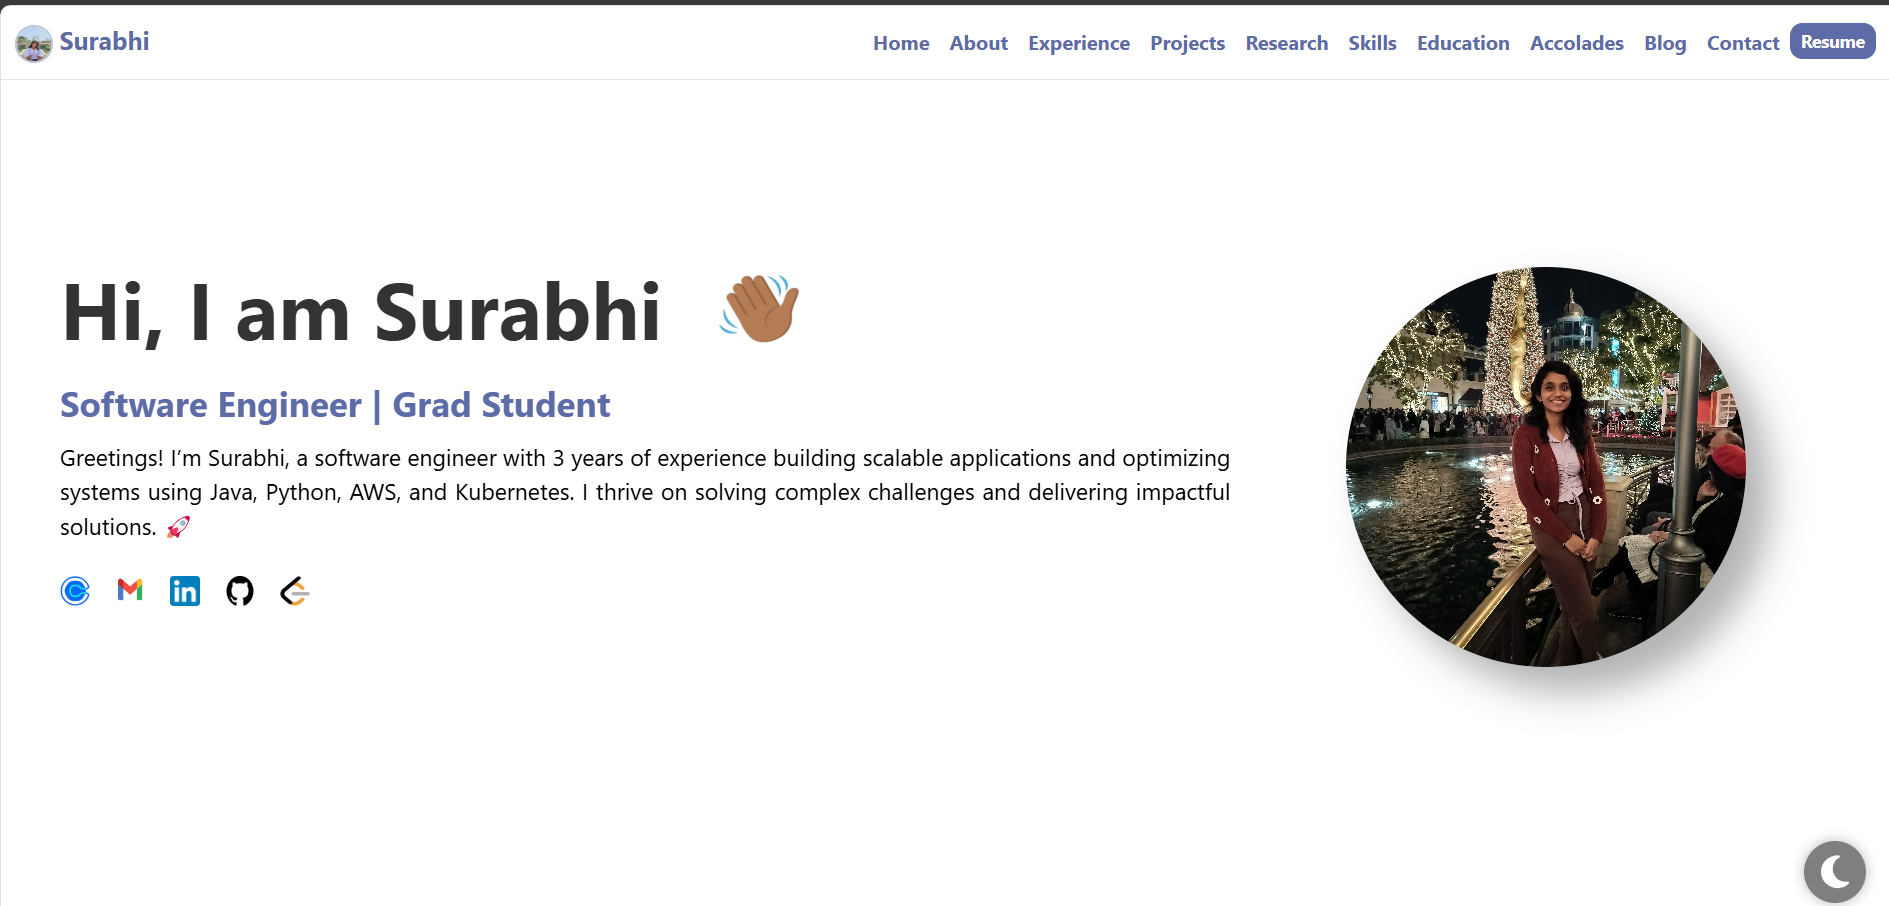 Surabhi
Home About Experience Projects Research Skills Education Accolades Blog Contact Resume
Hi, I am Surabhi 👋🏾
Software Engineer | Grad Student
Greetings! I’m Surabhi, a software engineer with 3 years of experience building scalable applications and optimizing
systems using Java, Python, AWS, and Kubernetes. I thrive on solving complex challenges and delivering impactful
solutions. 🚀
in